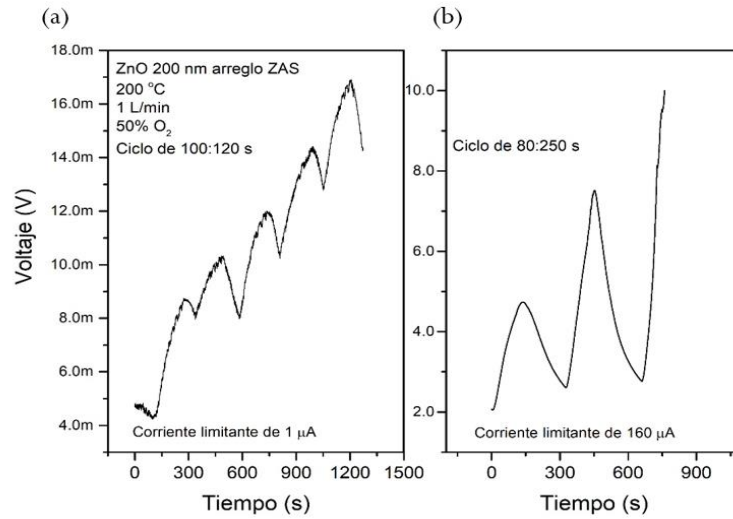 (a)
(b)
18.0m
16.0m
14.0m
12.0m
10.0m
8.0m
6.0m
4.0m
Voltaje (V)
ZnO 200 nm arreglo ZAS
200 °C
1 L/min
50% O₂
Ciclo de 100:120 s
Corriente limitante de 1 μA
0 300 600 900 1200 1500
Tiempo (s)
10.0
8.0
6.0
4.0
2.0
Ciclo de 80:250 s
Corriente limitante de 160 μA
0 300 600 900
Tiempo (s)